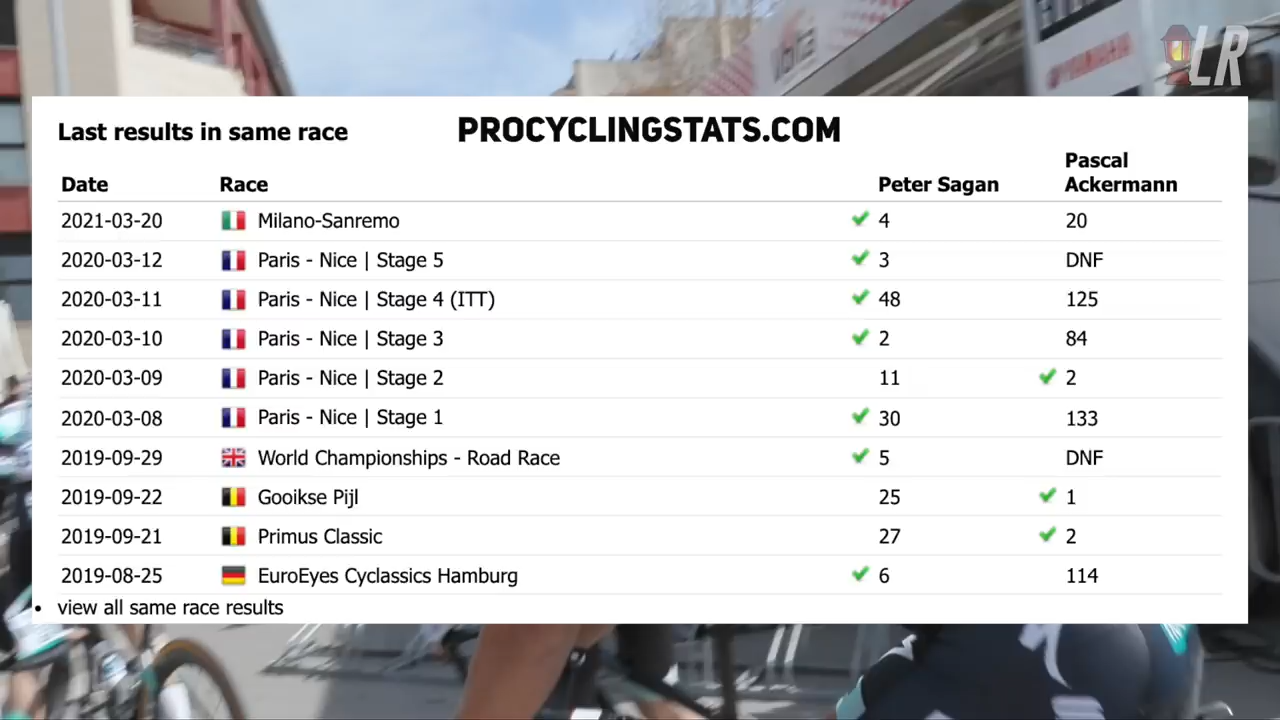 LR
PROCYCLINGSTATS.COM
Last results in same race
Date Race Peter Sagan Pascal Ackermann
2021-03-20 Milano-Sanremo 4 20
2020-03-12 Paris - Nice | Stage 5 3 DNF
2020-03-11 Paris - Nice | Stage 4 (ITT) 48 125
2020-03-10 Paris - Nice | Stage 3 2 84
2020-03-09 Paris - Nice | Stage 2 11 2
2020-03-08 Paris - Nice | Stage 1 30 133
2019-09-29 World Championships - Road Race 5 DNF
2019-09-22 Gooikse Pijl 25 1
2019-09-21 Primus Classic 27 2
2019-08-25 EuroEyes Cyclassics Hamburg 6 114
• view all same race results